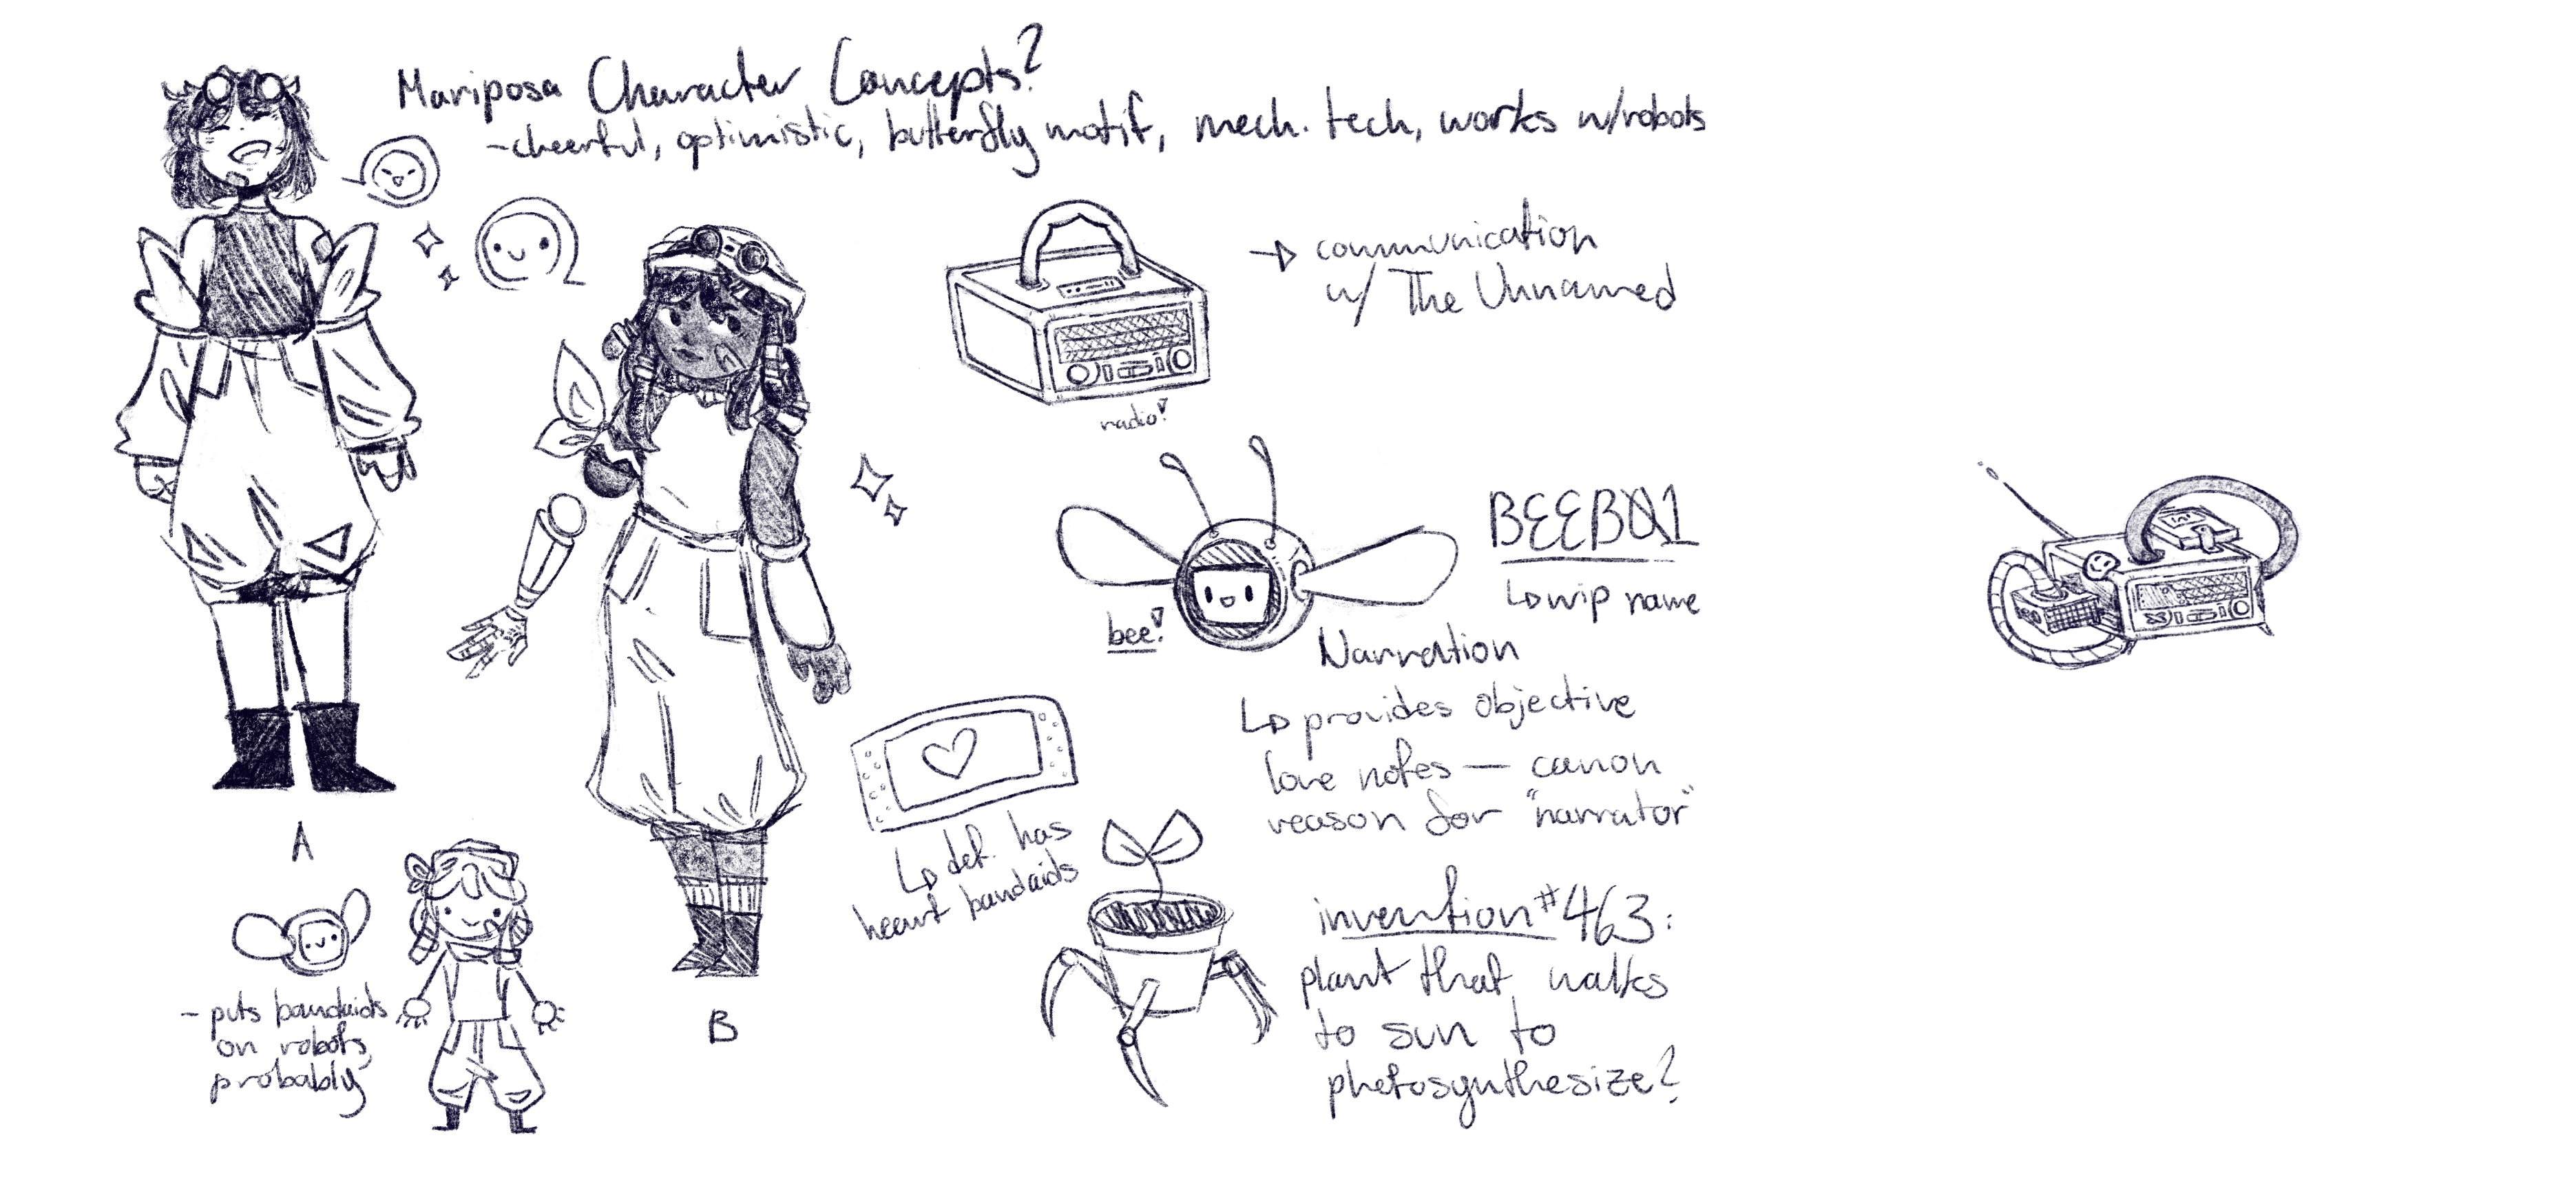 Mariposa Character Concepts?
-cheerful, optimistic, butterfly motif, mech. tech, works w/robots
→ communication
w/ The Unnamed
radio!
BEEB01
↳ wip name
bee!
Narration
↳ provides objective
love notes — canon
reason for "narrator"
↳ def. has
heart bandaids
A
B
- puts bandaids
on robots,
probably
invention #463:
plant that walks
to sun to
photosynthesize?